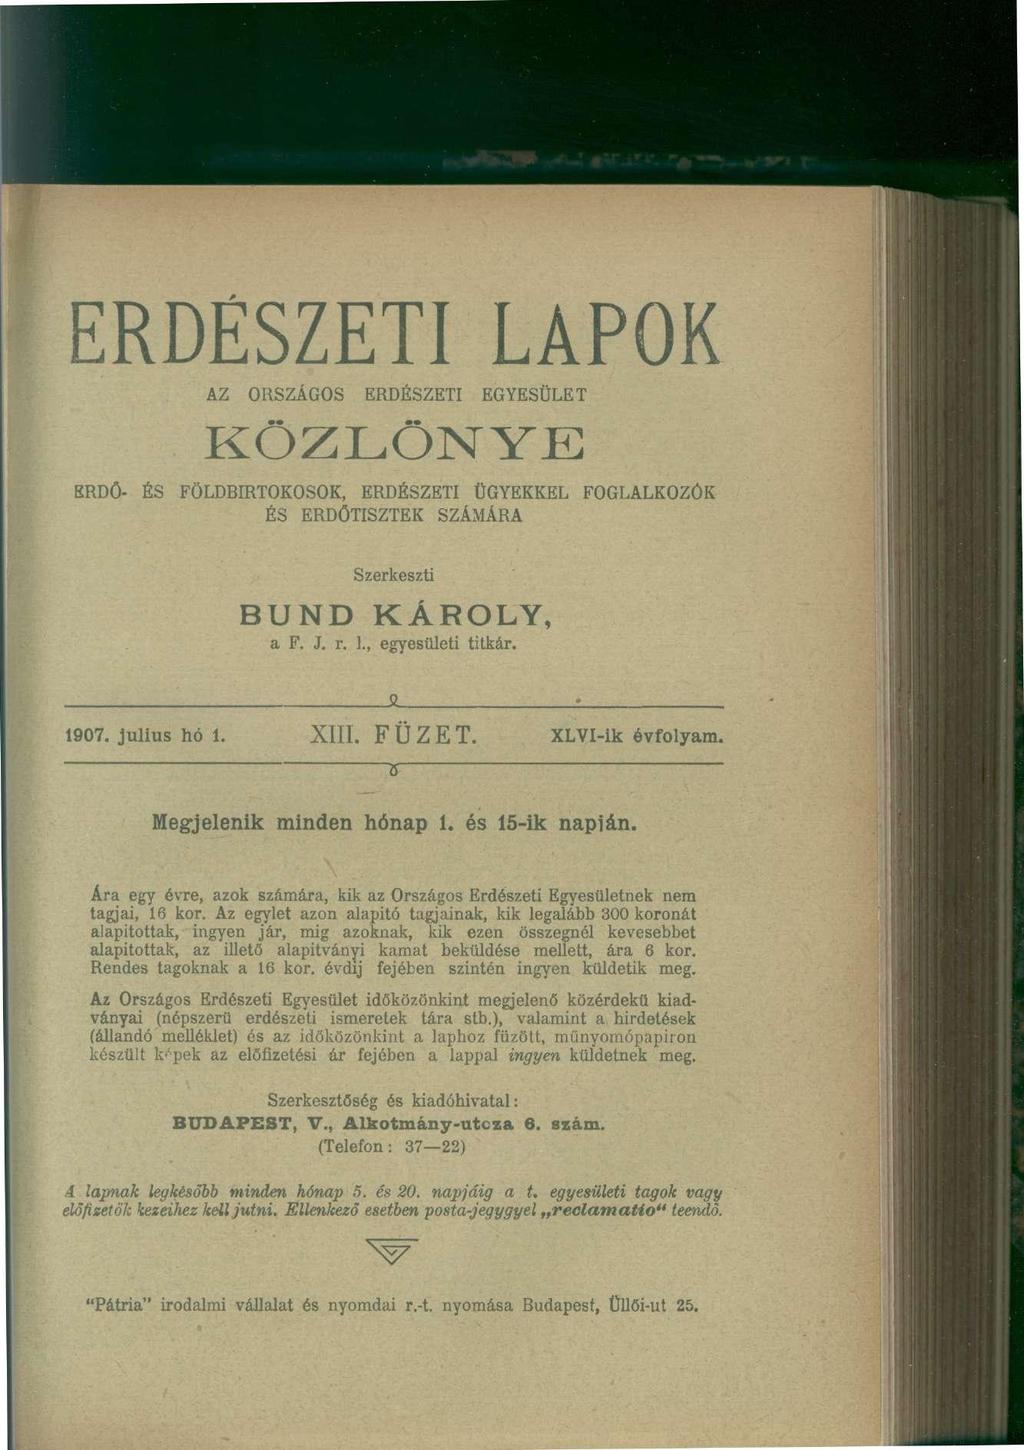 ERDÉSZETI LAPOK
AZ ORSZÁGOS ERDÉSZETI EGYESÜLET
KÖZLÖNYE
ERDŐ- ÉS FÖLDBIRTOKOSOK, ERDÉSZETI ÜGYEKKEL FOGLALKOZÓK
ÉS ERDŐTISZTEK SZÁMÁRA
Szerkeszti
BUND KÁROLY,
a F. J. r. l., egyesületi titkár.
1907. julius hó 1. XIII. FÜZET. XLVI-ik évfolyam.
Megjelenik minden hónap 1. és 15-ik napján.
Ára egy évre, azok számára, kik az Országos Erdészeti Egyesületnek nem
tagjai, 16 kor. Az egylet azon alapitó tagjainak, kik legalább 300 koronát
alapitottak, ingyen jár, mig azoknak, kik ezen összegnél kevesebbet
alapitottak, az illető alapitványi kamat beküldése mellett, ára 6 kor.
Rendes tagoknak a 16 kor. évdij fejében szintén ingyen küldetik meg.
Az Országos Erdészeti Egyesület időközönkint megjelenő közérdekü kiad-
ványai (népszerü erdészeti ismeretek tára stb.), valamint a hirdetések
(állandó melléklet) és az időközönkint a laphoz füzött, münyomópapiron
készült képek az előfizetési ár fejében a lappal ingyen küldetnek meg.
Szerkesztőség és kiadóhivatal:
BUDAPEST, V., Alkotmány-utcza 6. szám.
(Telefon: 37—22)
A lapnak legkésőbb minden hónap 5. és 20. napjáig a t. egyesületi tagok vagy
előfizetők kezeihez kell jutni. Ellenkező esetben posta-jegygyel „reclamatio“ teendő.
“Pátria” irodalmi vállalat és nyomdai r.-t. nyomása Budapest, Üllői-ut 25.